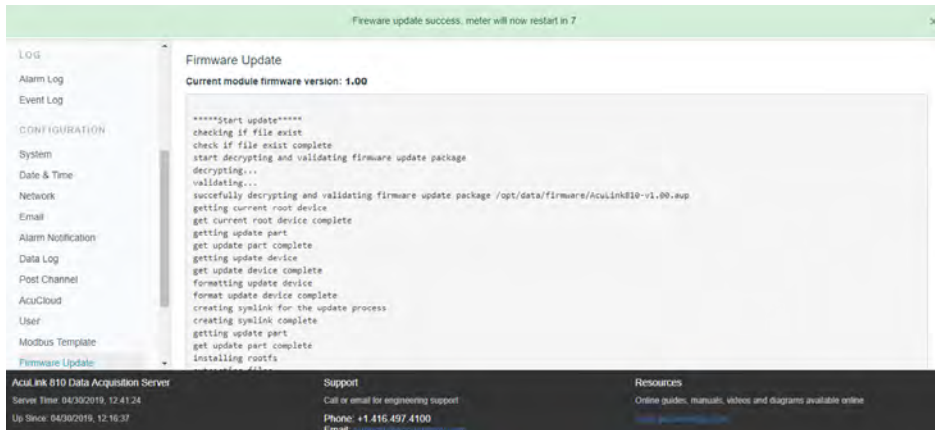 Fireware update success, meter will now restart in 7
LOG
Alarm Log
Event Log
CONFIGURATION
System
Date & Time
Network
Email
Alarm Notification
Data Log
Post Channel
AcuCloud
User
Modbus Template
Firmware Update
Firmware Update
Current module firmware version: 1.00
*****Start update*****
checking if file exist
check if file exist complete
start decrypting and validating firmware update package
decrypting...
validating...
succefully decrypting and validating firmware update package /opt/data/firmware/AcuLink810-v1.00.aup
getting current root device
get current root device complete
getting update part
get update part complete
getting update device
get update device complete
formatting update device
format update device complete
creating symlink for the update process
creating symlink complete
getting update part
get update part complete
installing rootfs
AcuLink 810 Data Acquisition Server
Server Time: 04/30/2019, 12:41:24
Up Since: 04/30/2019, 12:16:37
Support
Call or email for engineering support
Phone: +1.416.497.4100
Email:
Resources
Online guides, manuals, videos and diagrams available online